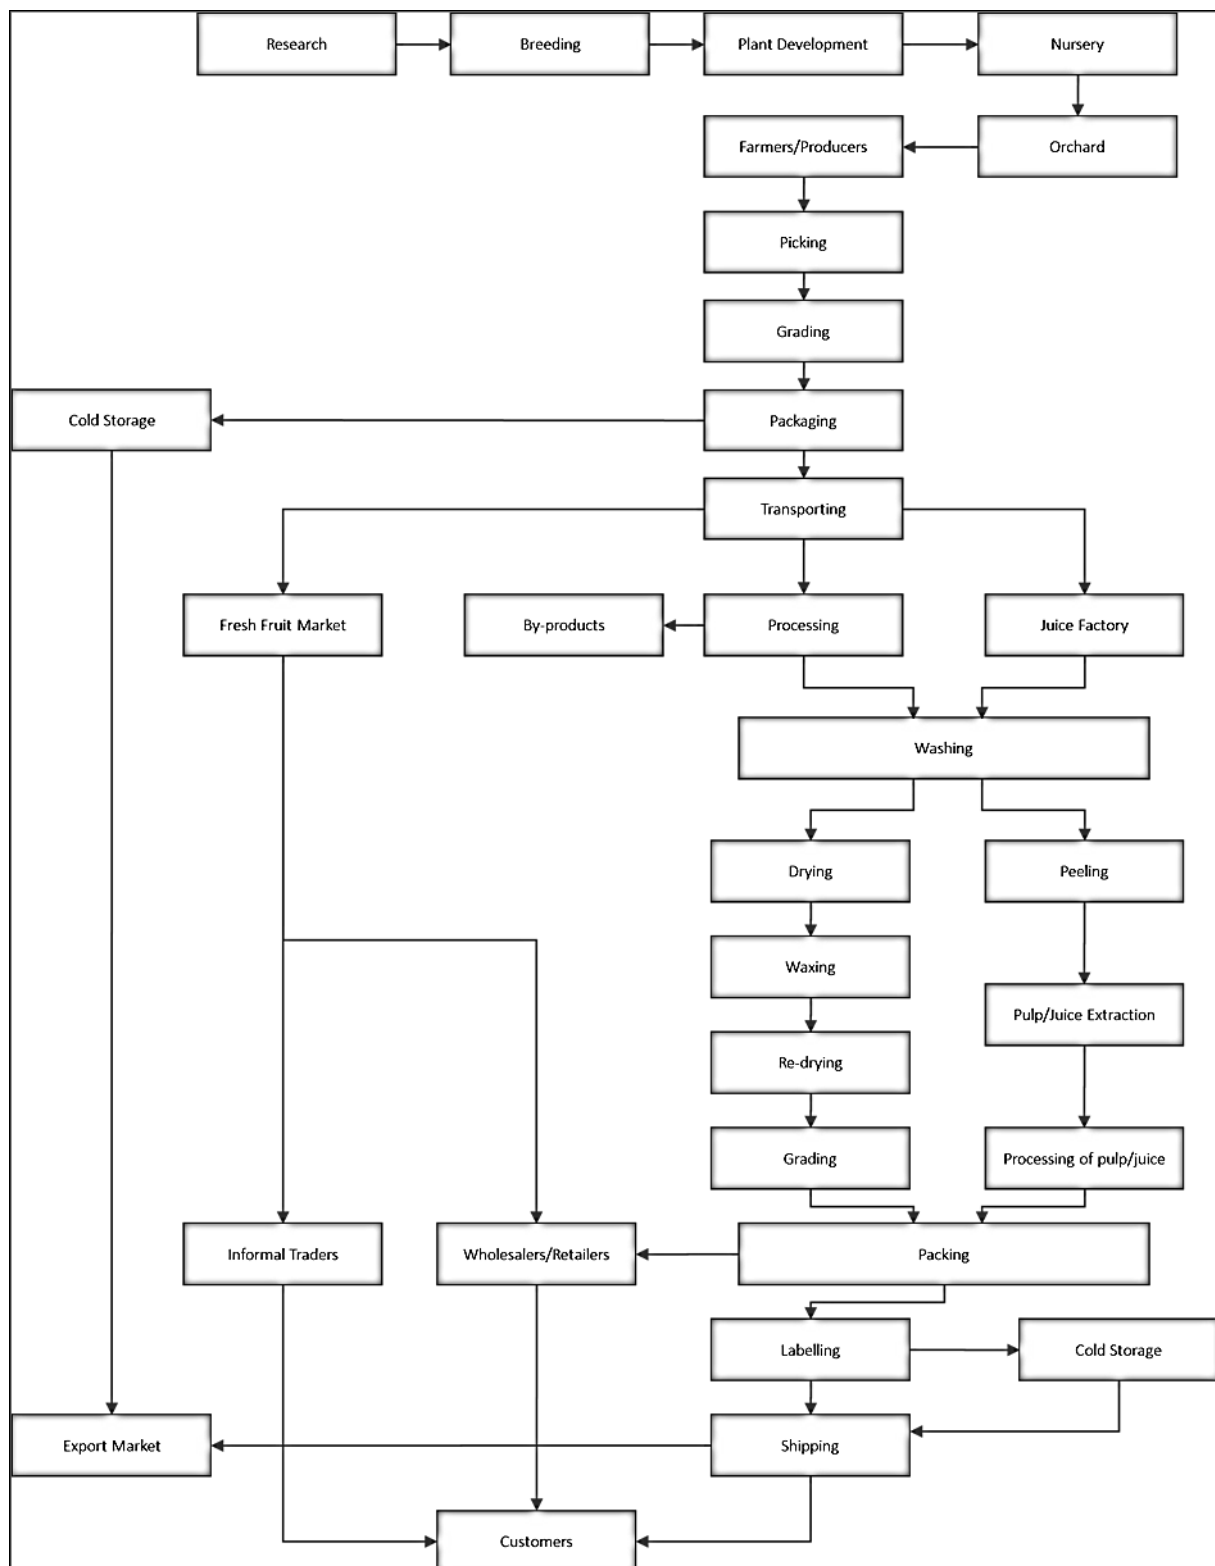 Research
Breeding
Plant Development
Nursery
Farmers/Producers
Orchard
Picking
Grading
Cold Storage
Packaging
Transporting
Fresh Fruit Market
By-products
Processing
Juice Factory
Washing
Drying
Peeling
Waxing
Pulp/Juice Extraction
Re-drying
Grading
Processing of pulp/juice
Informal Traders
Wholesalers/Retailers
Packing
Labelling
Cold Storage
Export Market
Shipping
Customers